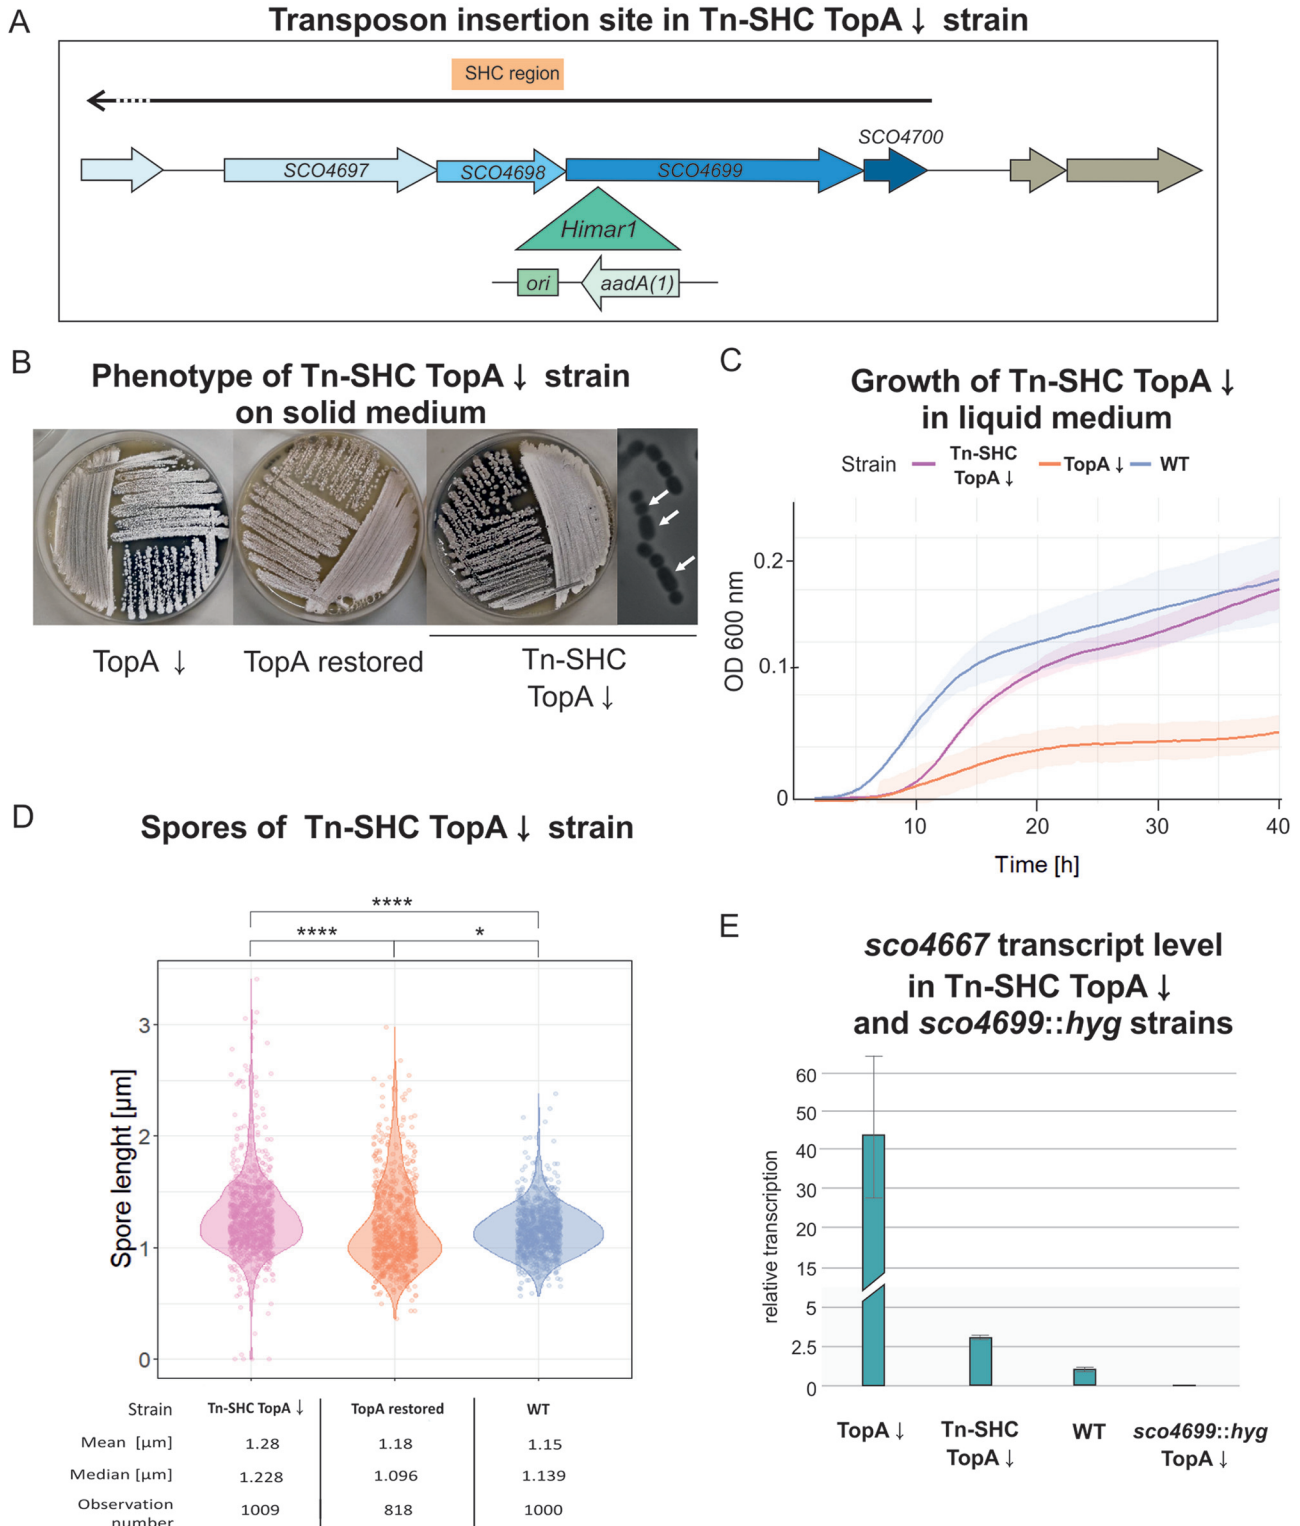 A
Transposon insertion site in Tn-SHC TopA ↓ strain
SHC region
SCO4700
SCO4697
SCO4698
SCO4699
Himar1
ori
aadA(1)
B
Phenotype of Tn-SHC TopA ↓ strain
on solid medium
TopA ↓
TopA restored
Tn-SHC
TopA ↓
C
Growth of Tn-SHC TopA ↓
in liquid medium
Strain
Tn-SHC
TopA ↓
TopA ↓
WT
OD 600 nm
0.2
0.1
0
10
20
30
40
Time [h]
D
Spores of Tn-SHC TopA ↓ strain
****
****
*
Spore lenght [µm]
3
2
1
0
Strain Tn-SHC TopA ↓ TopA restored WT
Mean [µm] 1.28 1.18 1.15
Median [µm] 1.228 1.096 1.139
Observation
number 1009 818 1000
E
sco4667 transcript level
in Tn-SHC TopA ↓
and sco4699::hyg strains
relative transcription
60
50
40
30
20
15
5
2.5
0
TopA ↓
Tn-SHC
TopA ↓
WT
sco4699::hyg
TopA ↓